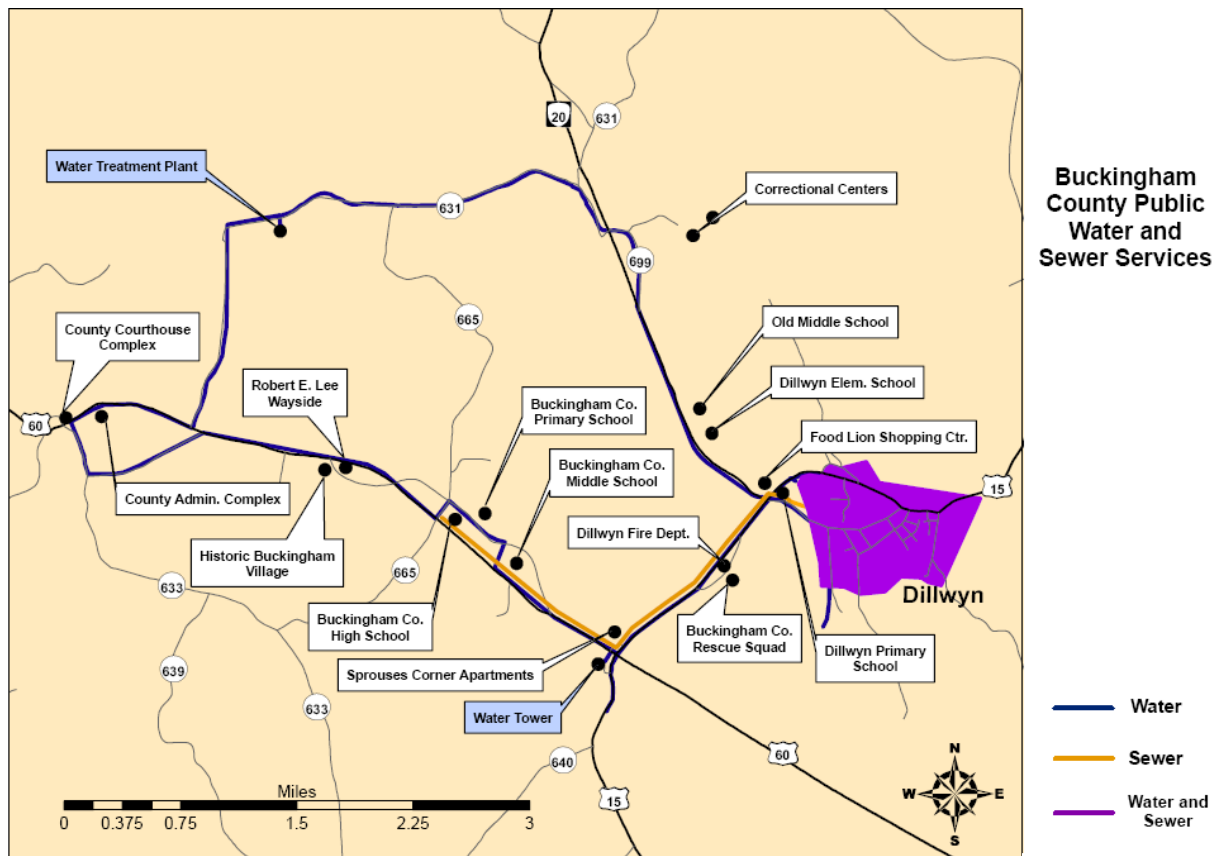 Buckingham
County Public
Water and
Sewer Services
20
631
Water Treatment Plant
Correctional Centers
631
699
665
County Courthouse
Complex
Old Middle School
Robert E. Lee
Wayside
Dillwyn Elem. School
Buckingham Co.
Primary School
60
Food Lion Shopping Ctr.
Buckingham Co.
Middle School
County Admin. Complex
15
Dillwyn Fire Dept.
Historic Buckingham
Village
665
633
Dillwyn
Buckingham Co.
High School
Buckingham Co.
Rescue Squad
Dillwyn Primary
School
639
Sprouses Corner Apartments
633
Water Tower
640
60
15
Miles
0 0.375 0.75 1.5 2.25 3
N
W E
S
Water
Sewer
Water and
Sewer